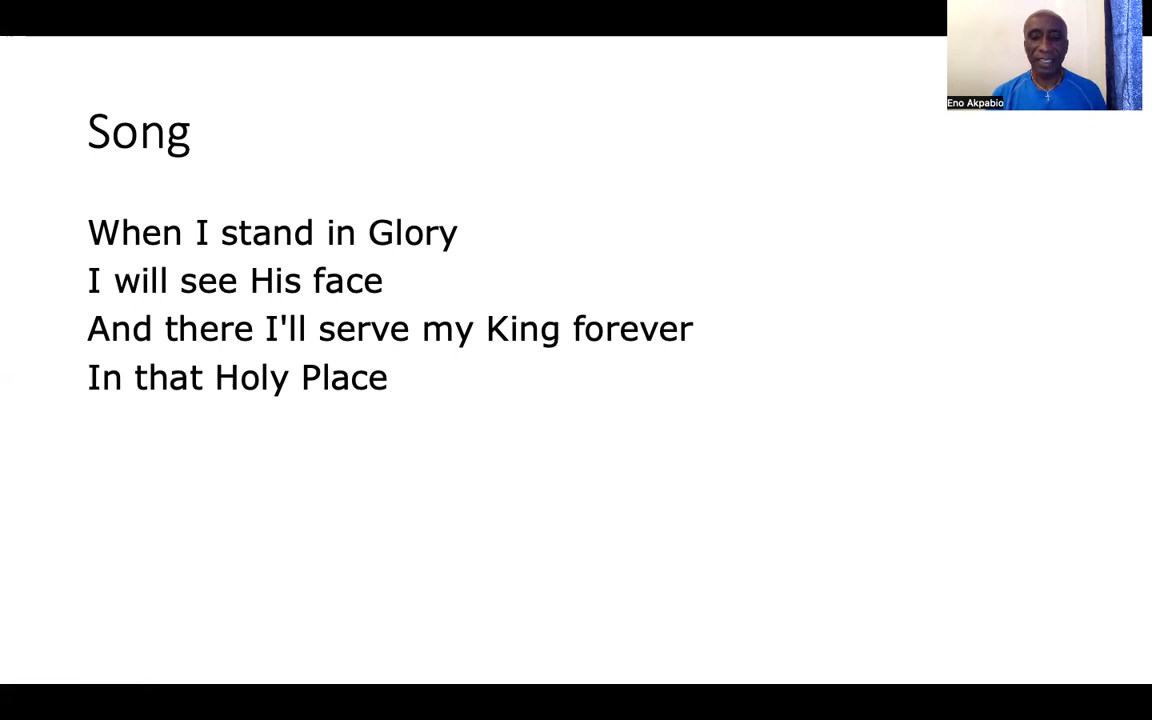 Eno Akpabio
Song
When I stand in Glory
I will see His face
And there I'll serve my King forever
In that Holy Place